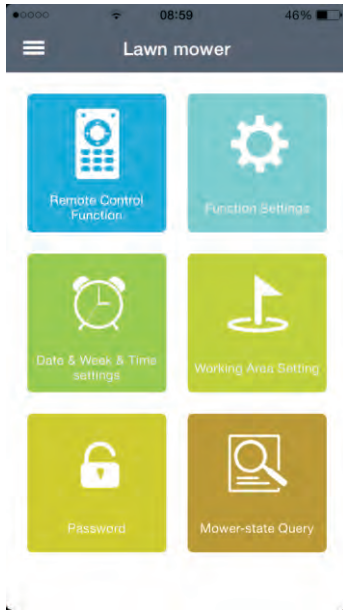 08:59
46%
Lawn mower
Remote Control
Function
Function Settings
Date & Week & Time
settings
Working Area Setting
Password
Mower-state Query